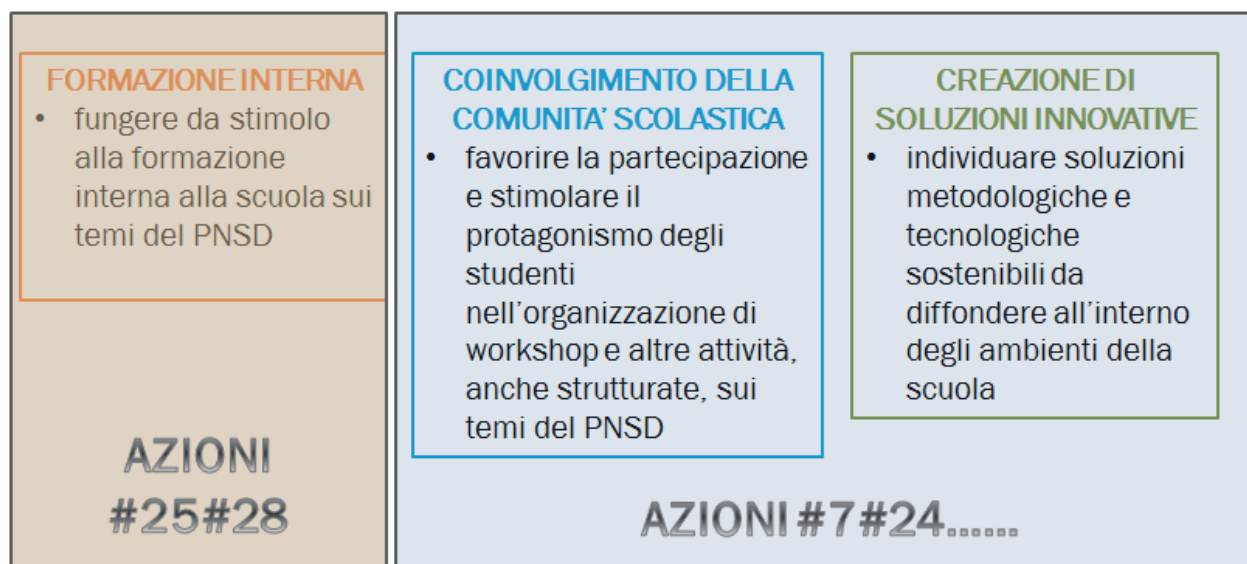 FORMAZIONE INTERNA
• fungere da stimolo
alla formazione
interna alla scuola sui
temi del PNSD
AZIONI
#25#28
COINVOLGIMENTO DELLA
COMUNITA’ SCOLASTICA
• favorire la partecipazione
e stimolare il
protagonismo degli
studenti
nell’organizzazione di
workshop e altre attività,
anche strutturate, sui
temi del PNSD
CREAZIONE DI
SOLUZIONI INNOVATIVE
• individuare soluzioni
metodologiche e
tecnologiche
sostenibili da
diffondere all’interno
degli ambienti della
scuola
AZIONI #7#24......